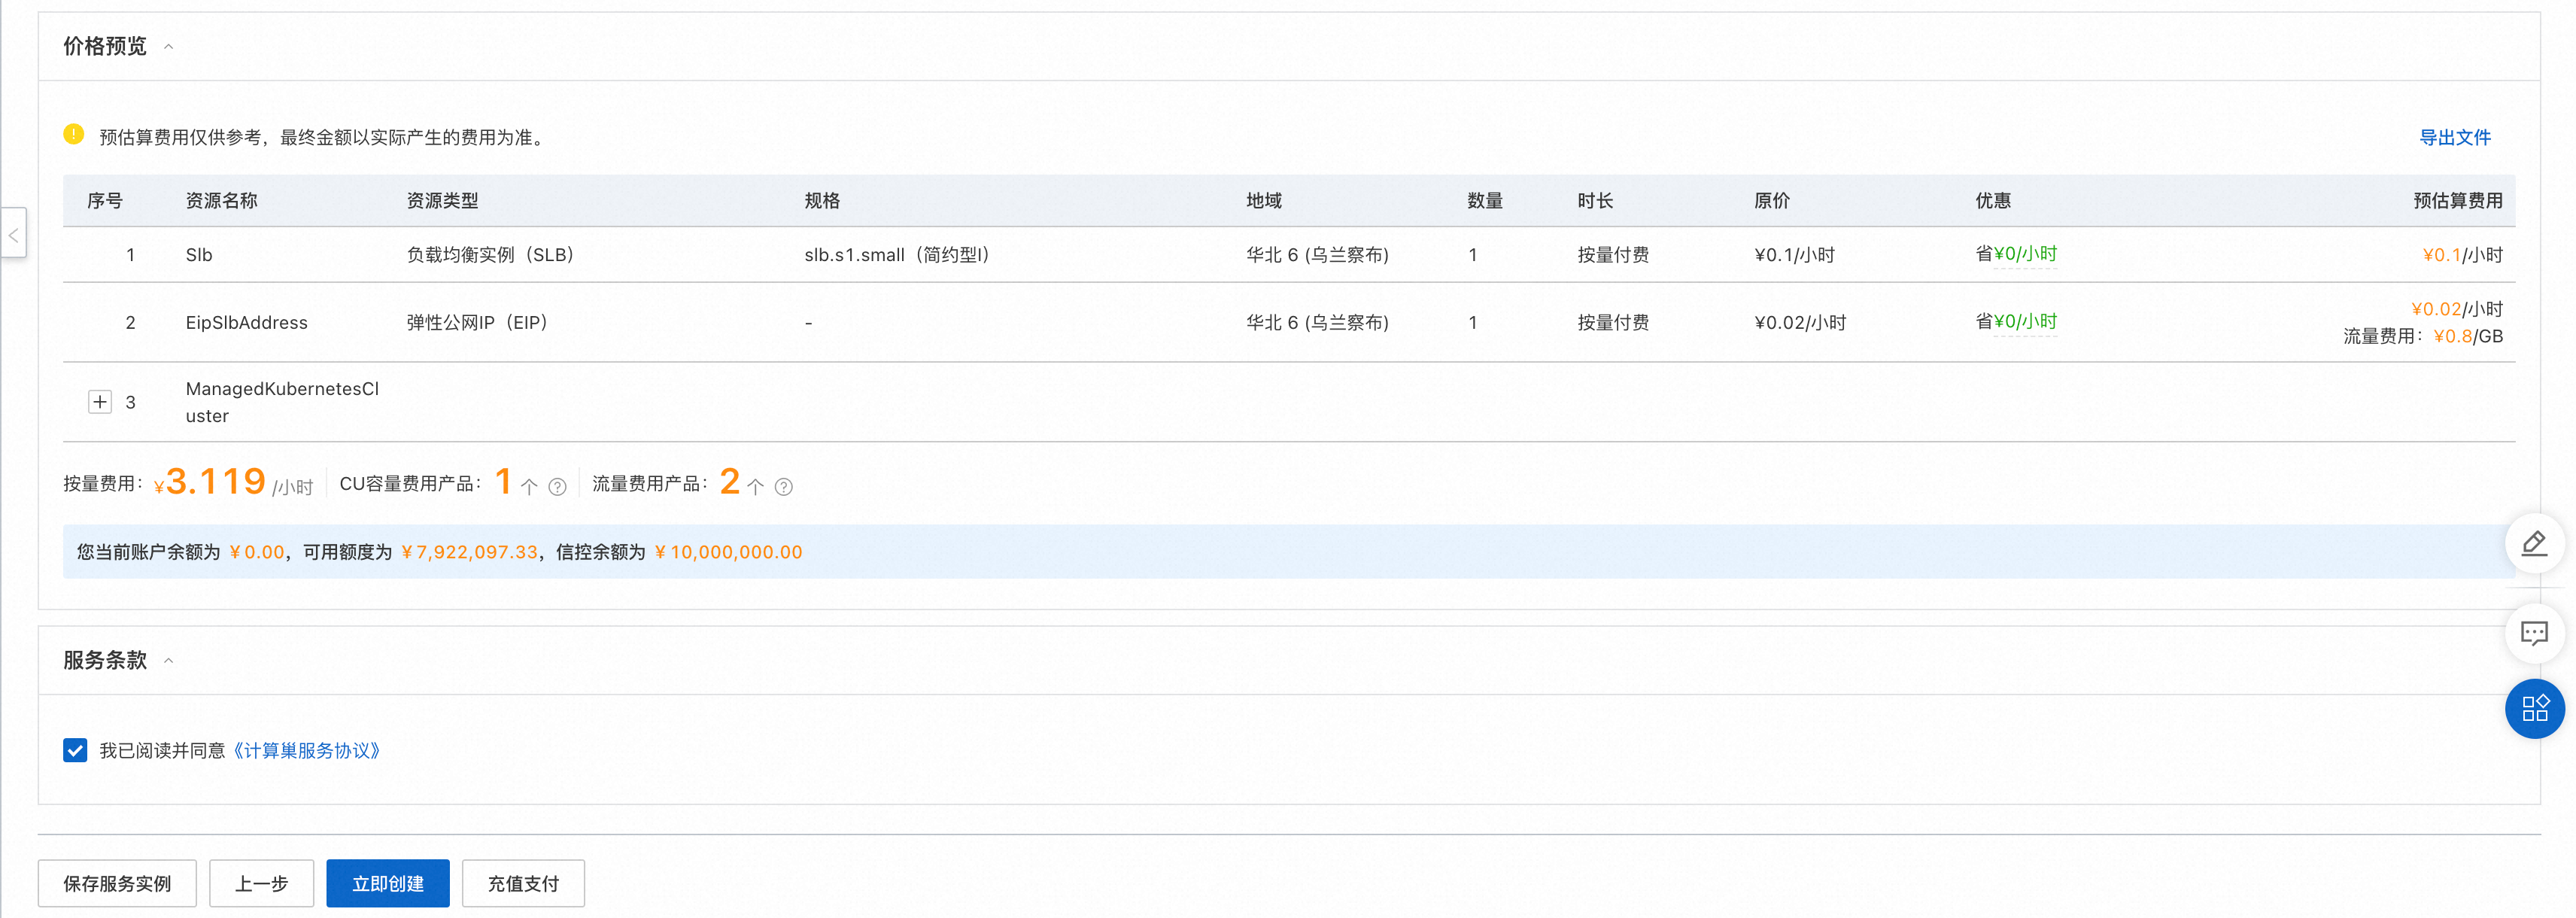 价格预览
预估算费用仅供参考，最终金额以实际产生的费用为准。 导出文件
序号 资源名称 资源类型 规格 地域 数量 时长 原价 优惠 预估算费用
1 Slb 负载均衡实例（SLB） slb.s1.small（简约型I） 华北 6 (乌兰察布) 1 按量付费 ¥0.1/小时 省¥0/小时 ¥0.1/小时
2 EipSlbAddress 弹性公网IP（EIP） - 华北 6 (乌兰察布) 1 按量付费 ¥0.02/小时 省¥0/小时 ¥0.02/小时
流量费用：¥0.8/GB
3 ManagedKubernetesCl
uster
按量费用：¥3.119 /小时 CU容量费用产品：1 个 ? 流量费用产品：2 个 ?
您当前账户余额为 ¥0.00，可用额度为 ¥7,922,097.33，信控余额为 ¥10,000,000.00
服务条款
我已阅读并同意《计算巢服务协议》
保存服务实例 上一步 立即创建 充值支付